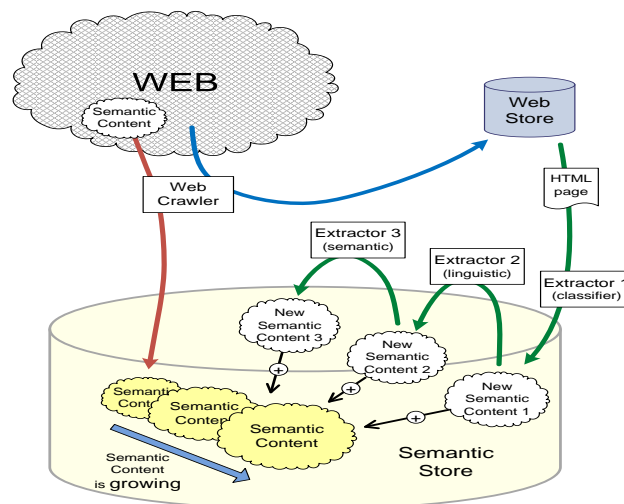 WEB
Semantic
Content
Web
Store
Web
Crawler
HTML
page
Extractor 3
(semantic)
Extractor 2
(linguistic)
Extractor 1
(classifier)
New
Semantic
Content 3
New
Semantic
Content 2
New
Semantic
Content 1
+
+
+
Semantic
Conte
Semantic
Conten
Semantic
Content
Semantic
Content
is growing
Semantic
Store